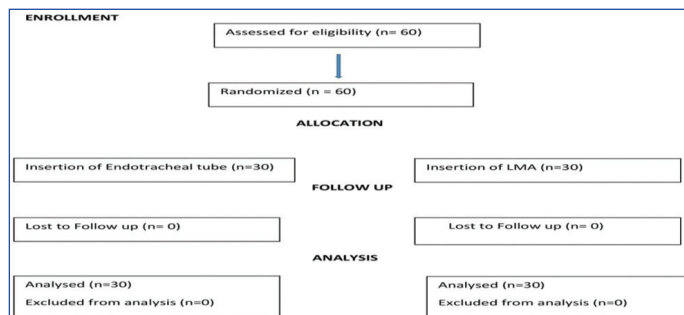 ENROLLMENT
Assessed for eligibility (n= 60)
Randomized (n = 60)
ALLOCATION
Insertion of Endotracheal tube (n=30)
Insertion of LMA (n=30)
FOLLOW UP
Lost to Follow up (n= 0)
Lost to Follow up (n= 0)
ANALYSIS
Analysed (n=30)
Excluded from analysis (n=0)
Analysed (n=30)
Excluded from analysis (n=0)